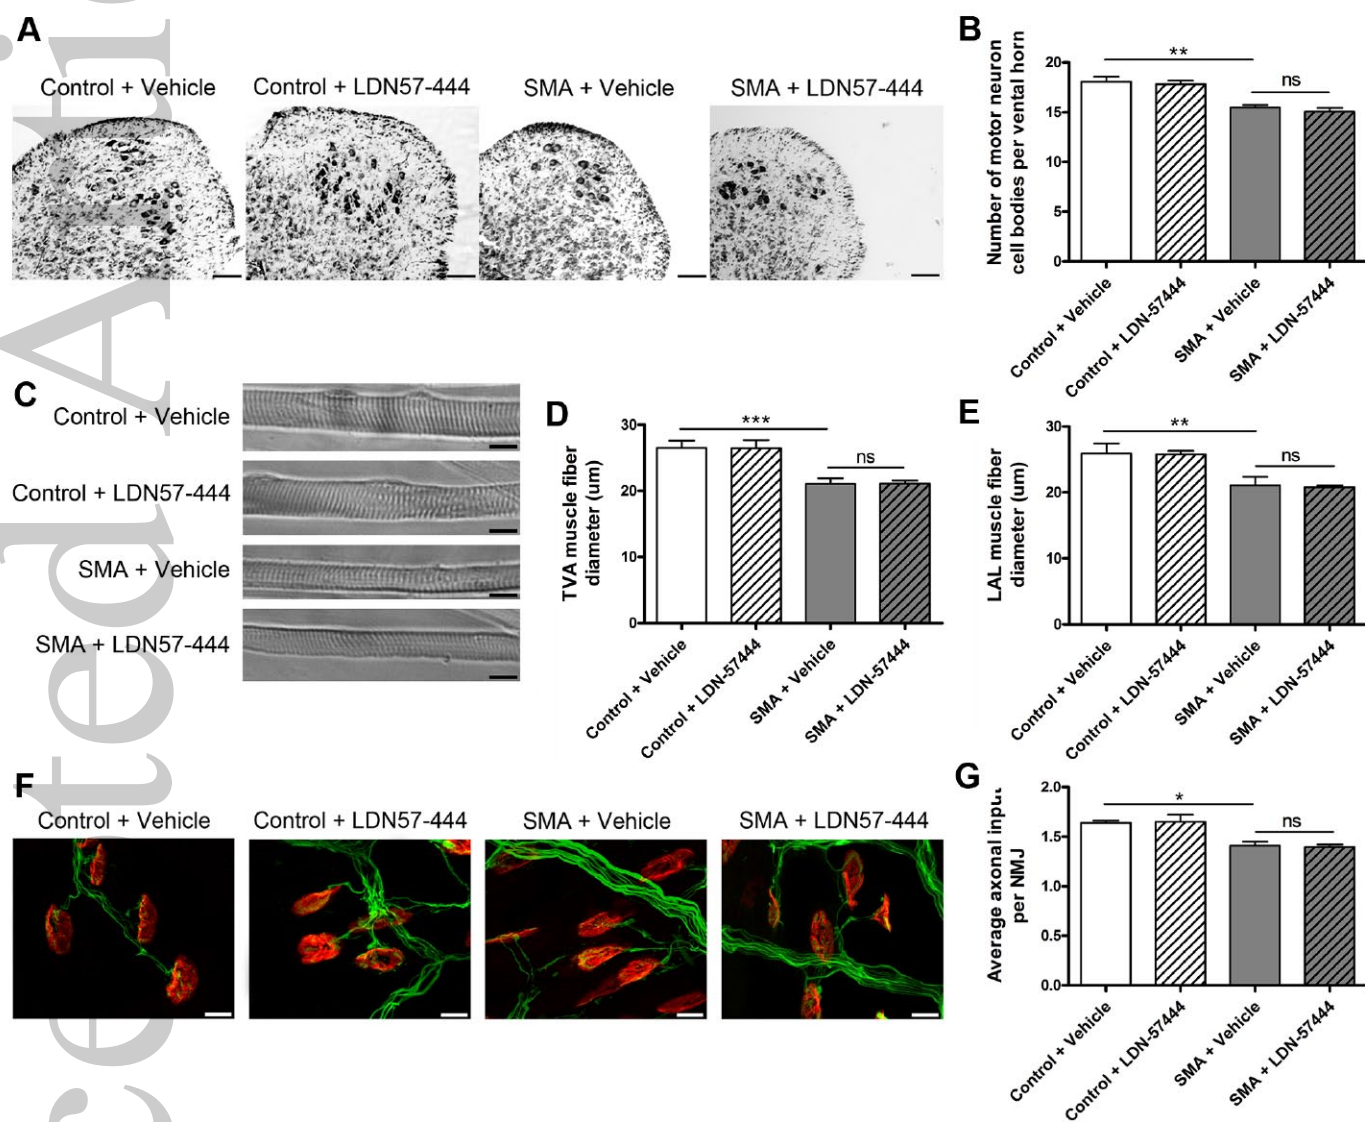 A
Control + Vehicle
Control + LDN57-444
SMA + Vehicle
SMA + LDN57-444
B
Number of motor neuron
cell bodies per vental horn
20
15
10
5
0
**
ns
Control + Vehicle
Control + LDN-57444
SMA + Vehicle
SMA + LDN-57444
C
Control + Vehicle
Control + LDN57-444
SMA + Vehicle
SMA + LDN57-444
D
TVA muscle fiber
diameter (um)
30
20
10
0
***
ns
Control + Vehicle
Control + LDN-57444
SMA + Vehicle
SMA + LDN-57444
E
LAL muscle fiber
diameter (um)
30
20
10
0
**
ns
Control + Vehicle
Control + LDN-57444
SMA + Vehicle
SMA + LDN-57444
F
Control + Vehicle
Control + LDN57-444
SMA + Vehicle
SMA + LDN57-444
G
Average axonal input
per NMJ
2.0
1.5
1.0
0.5
0.0
*
ns
Control + Vehicle
Control + LDN-57444
SMA + Vehicle
SMA + LDN-57444